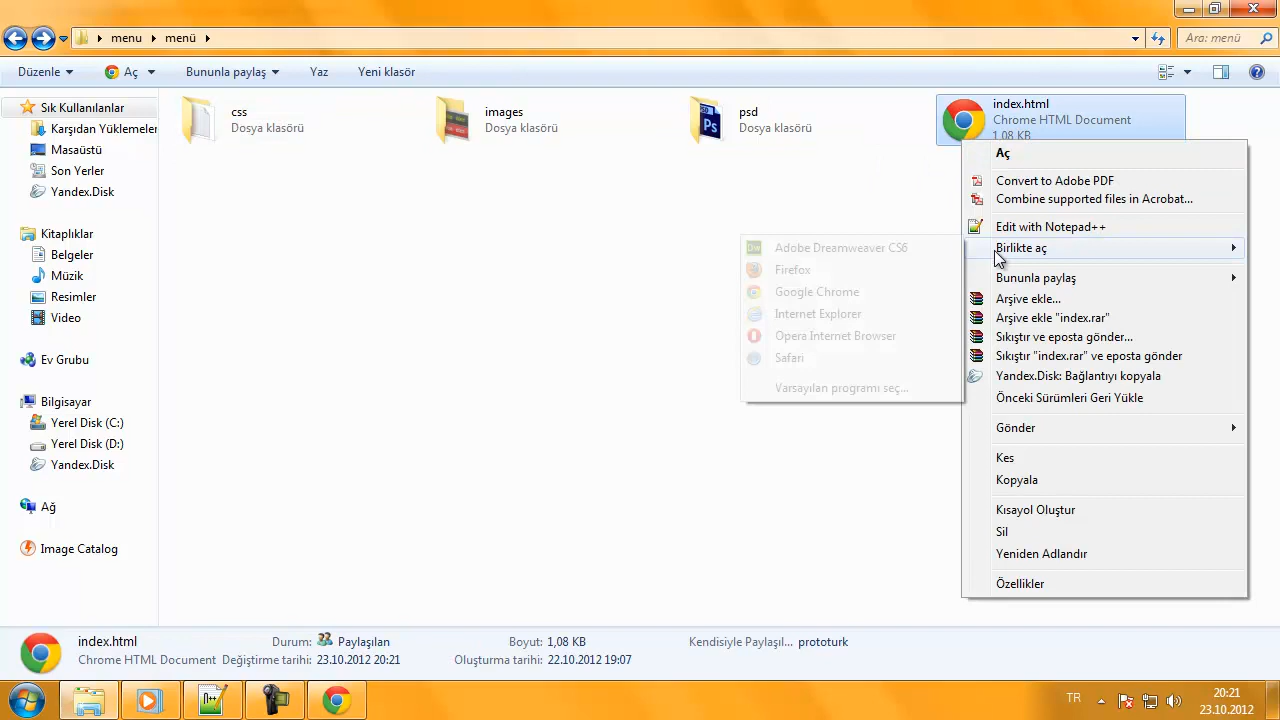 menu menü
Ara: menü
Düzenle Aç Bununla paylaş Yaz Yeni klasör
Sık Kullanılanlar
Karşıdan Yüklemeler
Masaüstü
Son Yerler
Yandex.Disk
Kitaplıklar
Belgeler
Müzik
Resimler
Video
Ev Grubu
Bilgisayar
Yerel Disk (C:)
Yerel Disk (D:)
Yandex.Disk
Ağ
Image Catalog
css
Dosya klasörü
images
Dosya klasörü
psd
Dosya klasörü
Ps
index.html
Chrome HTML Document
1,08 KB
Aç
Convert to Adobe PDF
Combine supported files in Acrobat...
Edit with Notepad++
Birlikte aç
Bununla paylaş
Arşive ekle...
Arşive ekle "index.rar"
Sıkıştır ve eposta gönder...
Sıkıştır "index.rar" ve eposta gönder
Yandex.Disk: Bağlantıyı kopyala
Önceki Sürümleri Geri Yükle
Gönder
Kes
Kopyala
Kısayol Oluştur
Sil
Yeniden Adlandır
Özellikler
Adobe Dreamweaver CS6
Firefox
Google Chrome
Internet Explorer
Opera Internet Browser
Safari
Varsayılan programı seç...
index.html Durum: Paylaşılan Boyut: 1,08 KB Kendisiyle Paylaşıl... prototurk
Chrome HTML Document Değiştirme tarihi: 23.10.2012 20:21 Oluşturma tarihi: 22.10.2012 19:07
TR
20:21
23.10.2012